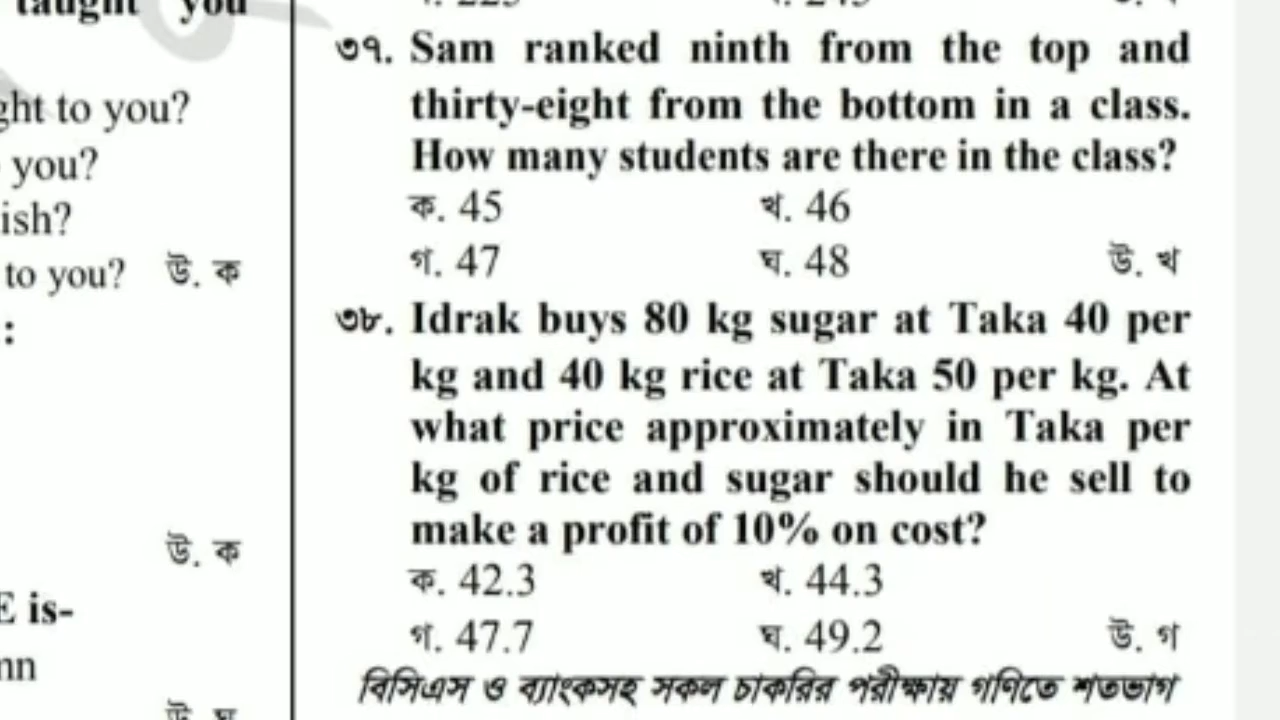 taught you
ght to you?
you?
ish?
to you? উ. ক
:
উ. ক
E is-
nn
৩৭. Sam ranked ninth from the top and
thirty-eight from the bottom in a class.
How many students are there in the class?
ক. 45 খ. 46
গ. 47 ঘ. 48 উ. খ
৩৮. Idrak buys 80 kg sugar at Taka 40 per
kg and 40 kg rice at Taka 50 per kg. At
what price approximately in Taka per
kg of rice and sugar should he sell to
make a profit of 10% on cost?
ক. 42.3 খ. 44.3
গ. 47.7 ঘ. 49.2 উ. গ
বিসিএস ও ব্যাংকসহ সকল চাকরির পরীক্ষায় গণিতে শতভাগ